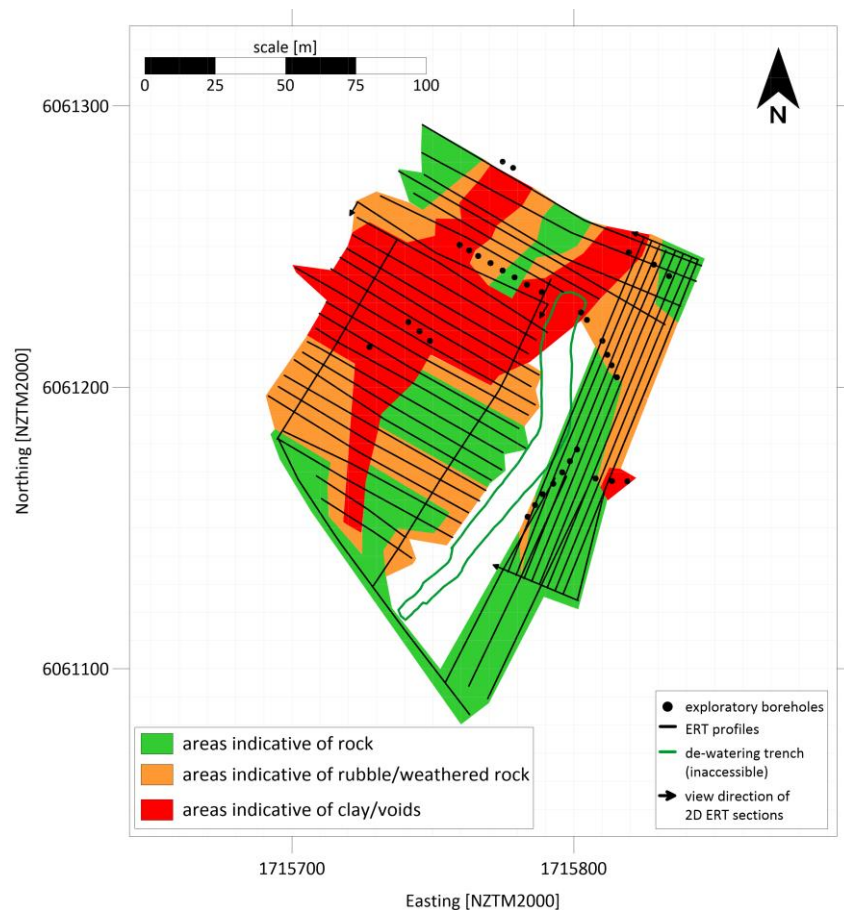 scale [m]
0 25 50 75 100
N
6061300
6061200
6061100
Northing [NZTM2000]
areas indicative of rock
areas indicative of rubble/weathered rock
areas indicative of clay/voids
exploratory boreholes
ERT profiles
de-watering trench
(inaccessible)
view direction of
2D ERT sections
1715700 1715800
Easting [NZTM2000]